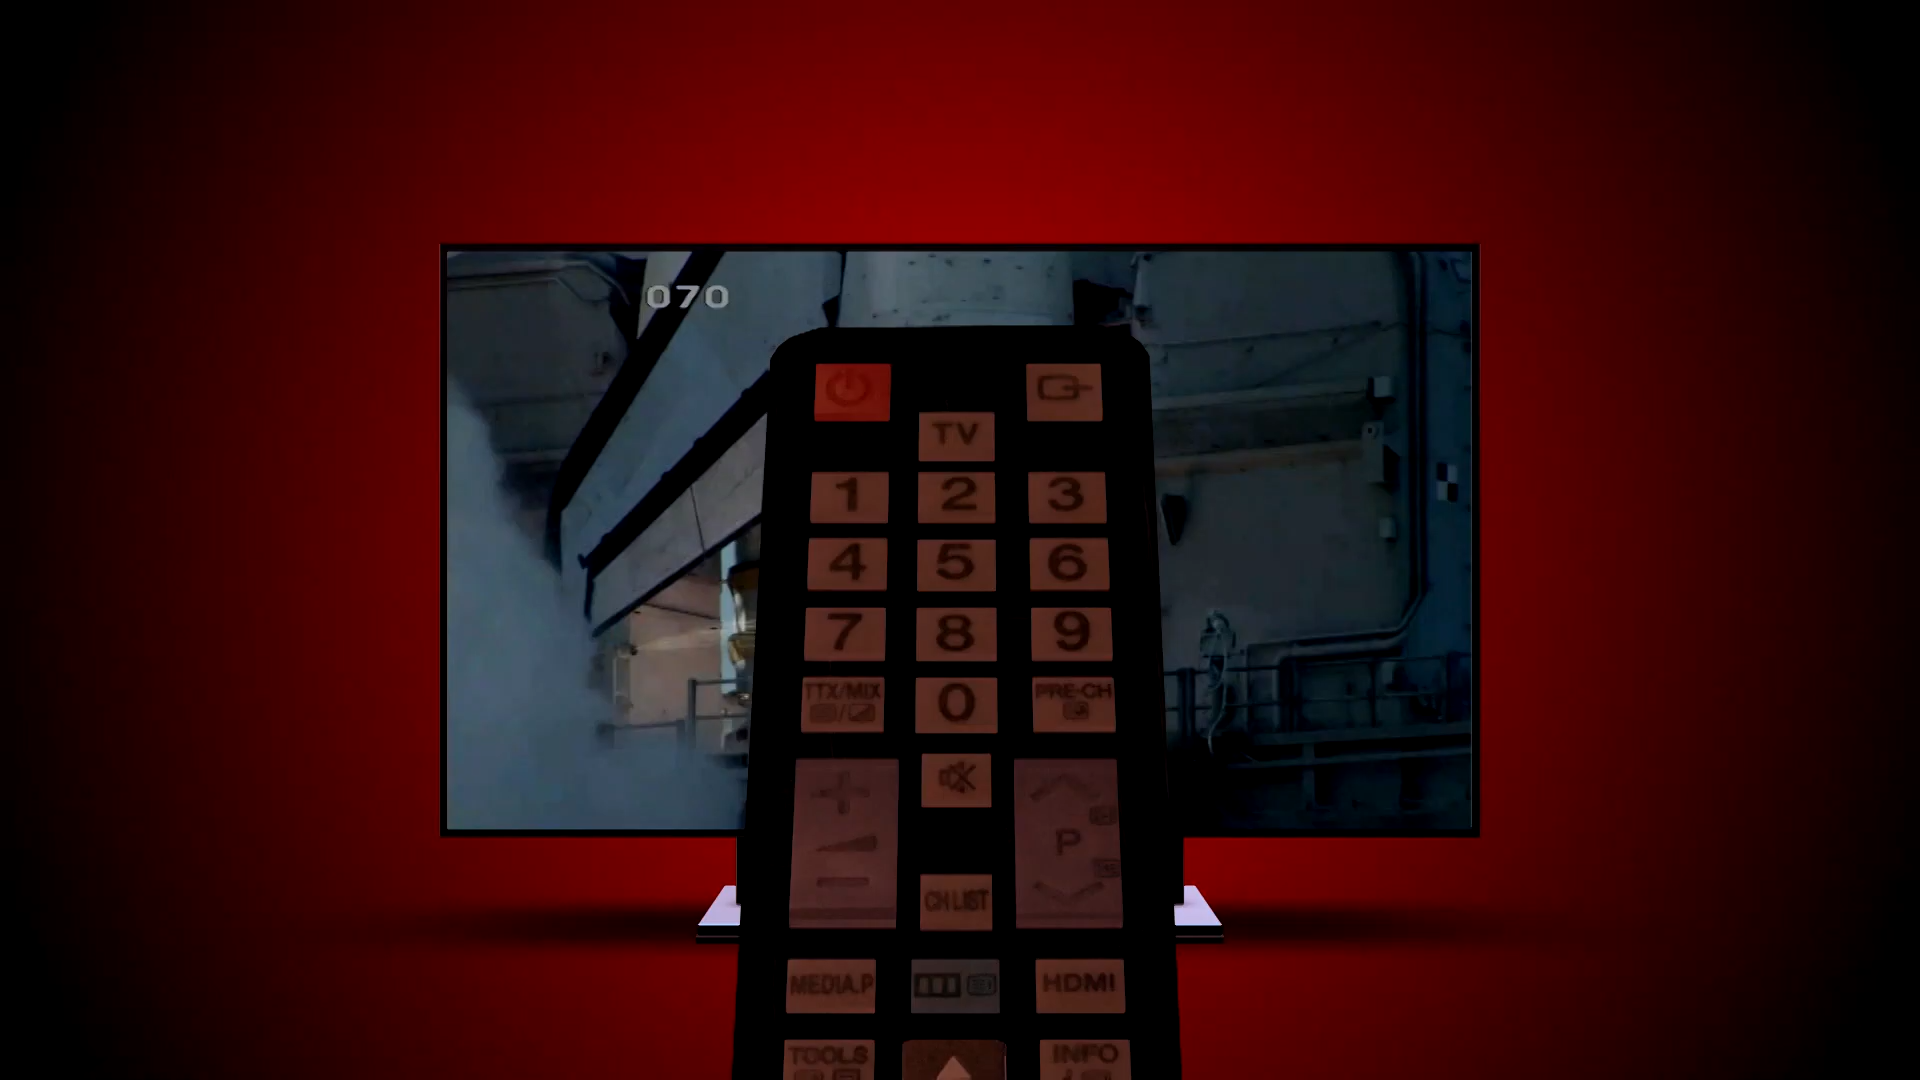 070
TV
1 2 3
4 5 6
7 8 9
TTX/MIX 0 PRE-CH
P
CH LIST
MEDIA.P HDMI
TOOLS INFO